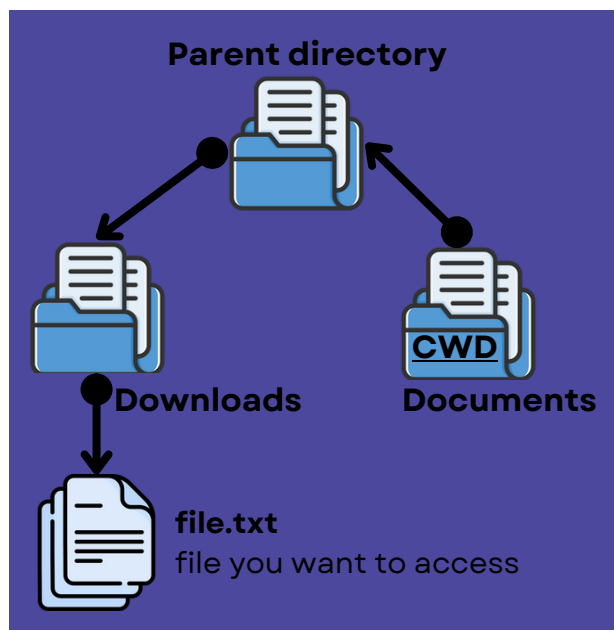 Parent directory
CWD
Downloads
Documents
file.txt
file you want to access